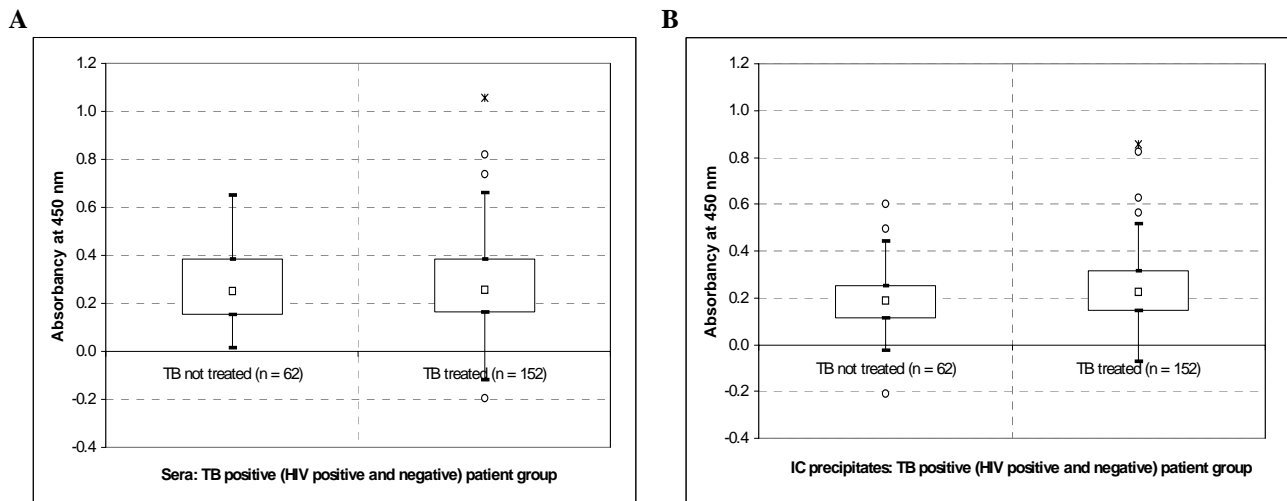 A
1.2
1.0
0.8
0.6
0.4
0.2
0.0
-0.2
-0.4
Absorbancy at 450 nm
TB not treated (n = 62)
TB treated (n = 152)
Sera: TB positive (HIV positive and negative) patient group
B
1.2
1.0
0.8
0.6
0.4
0.2
0.0
-0.2
-0.4
Absorbancy at 450 nm
TB not treated (n = 62)
TB treated (n = 152)
IC precipitates: TB positive (HIV positive and negative) patient group